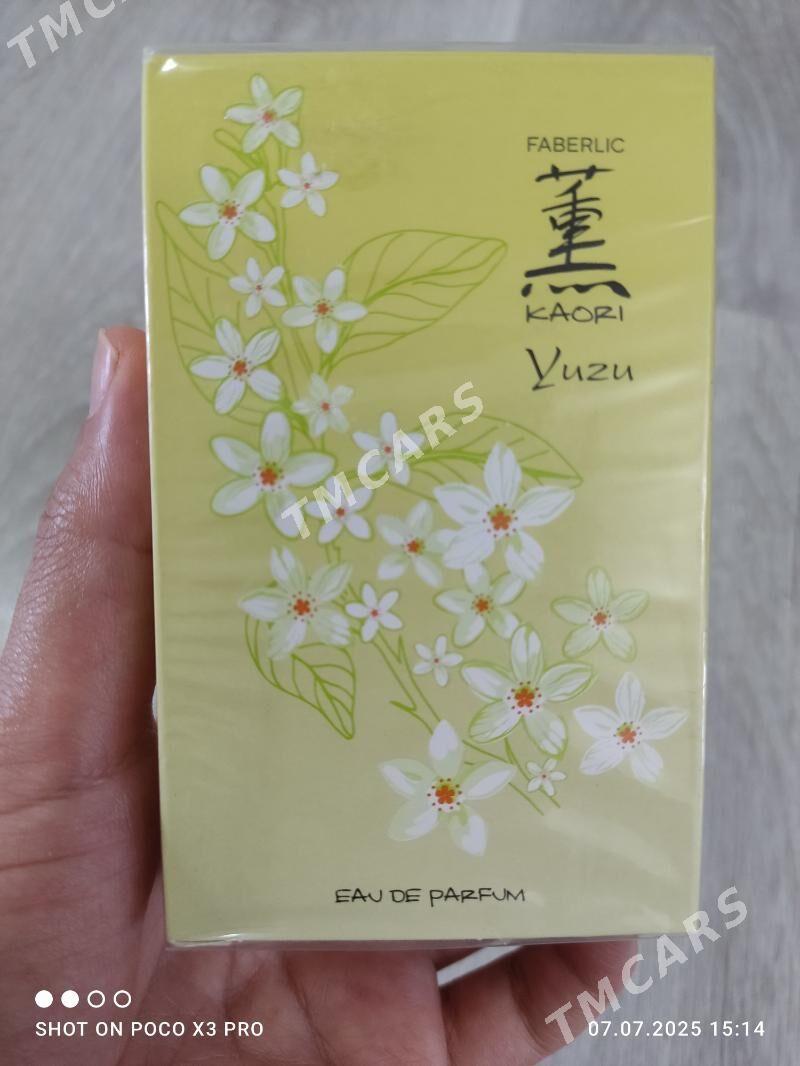 TMCARS
FABERLIC
薫
KAORI
Yuzu
TMCARS
EAU DE PARFUM
TMCARS
SHOT ON POCO X3 PRO
07.07.2025 15:14